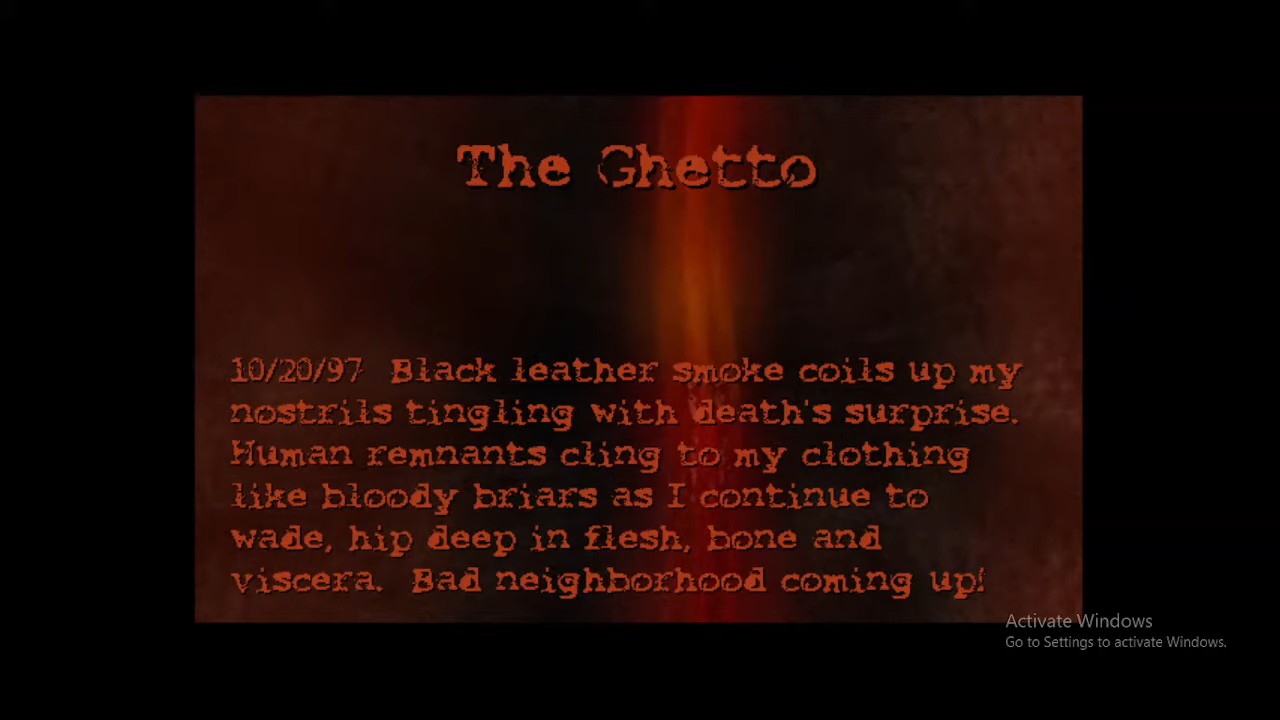 The Ghetto
10/20/97 Black leather smoke coils up my
nostrils tingling with death's surprise.
Human remnants cling to my clothing
like bloody briars as I continue to
wade, hip deep in flesh, bone and
viscera. Bad neighborhood coming up!
Activate Windows
Go to Settings to activate Windows.